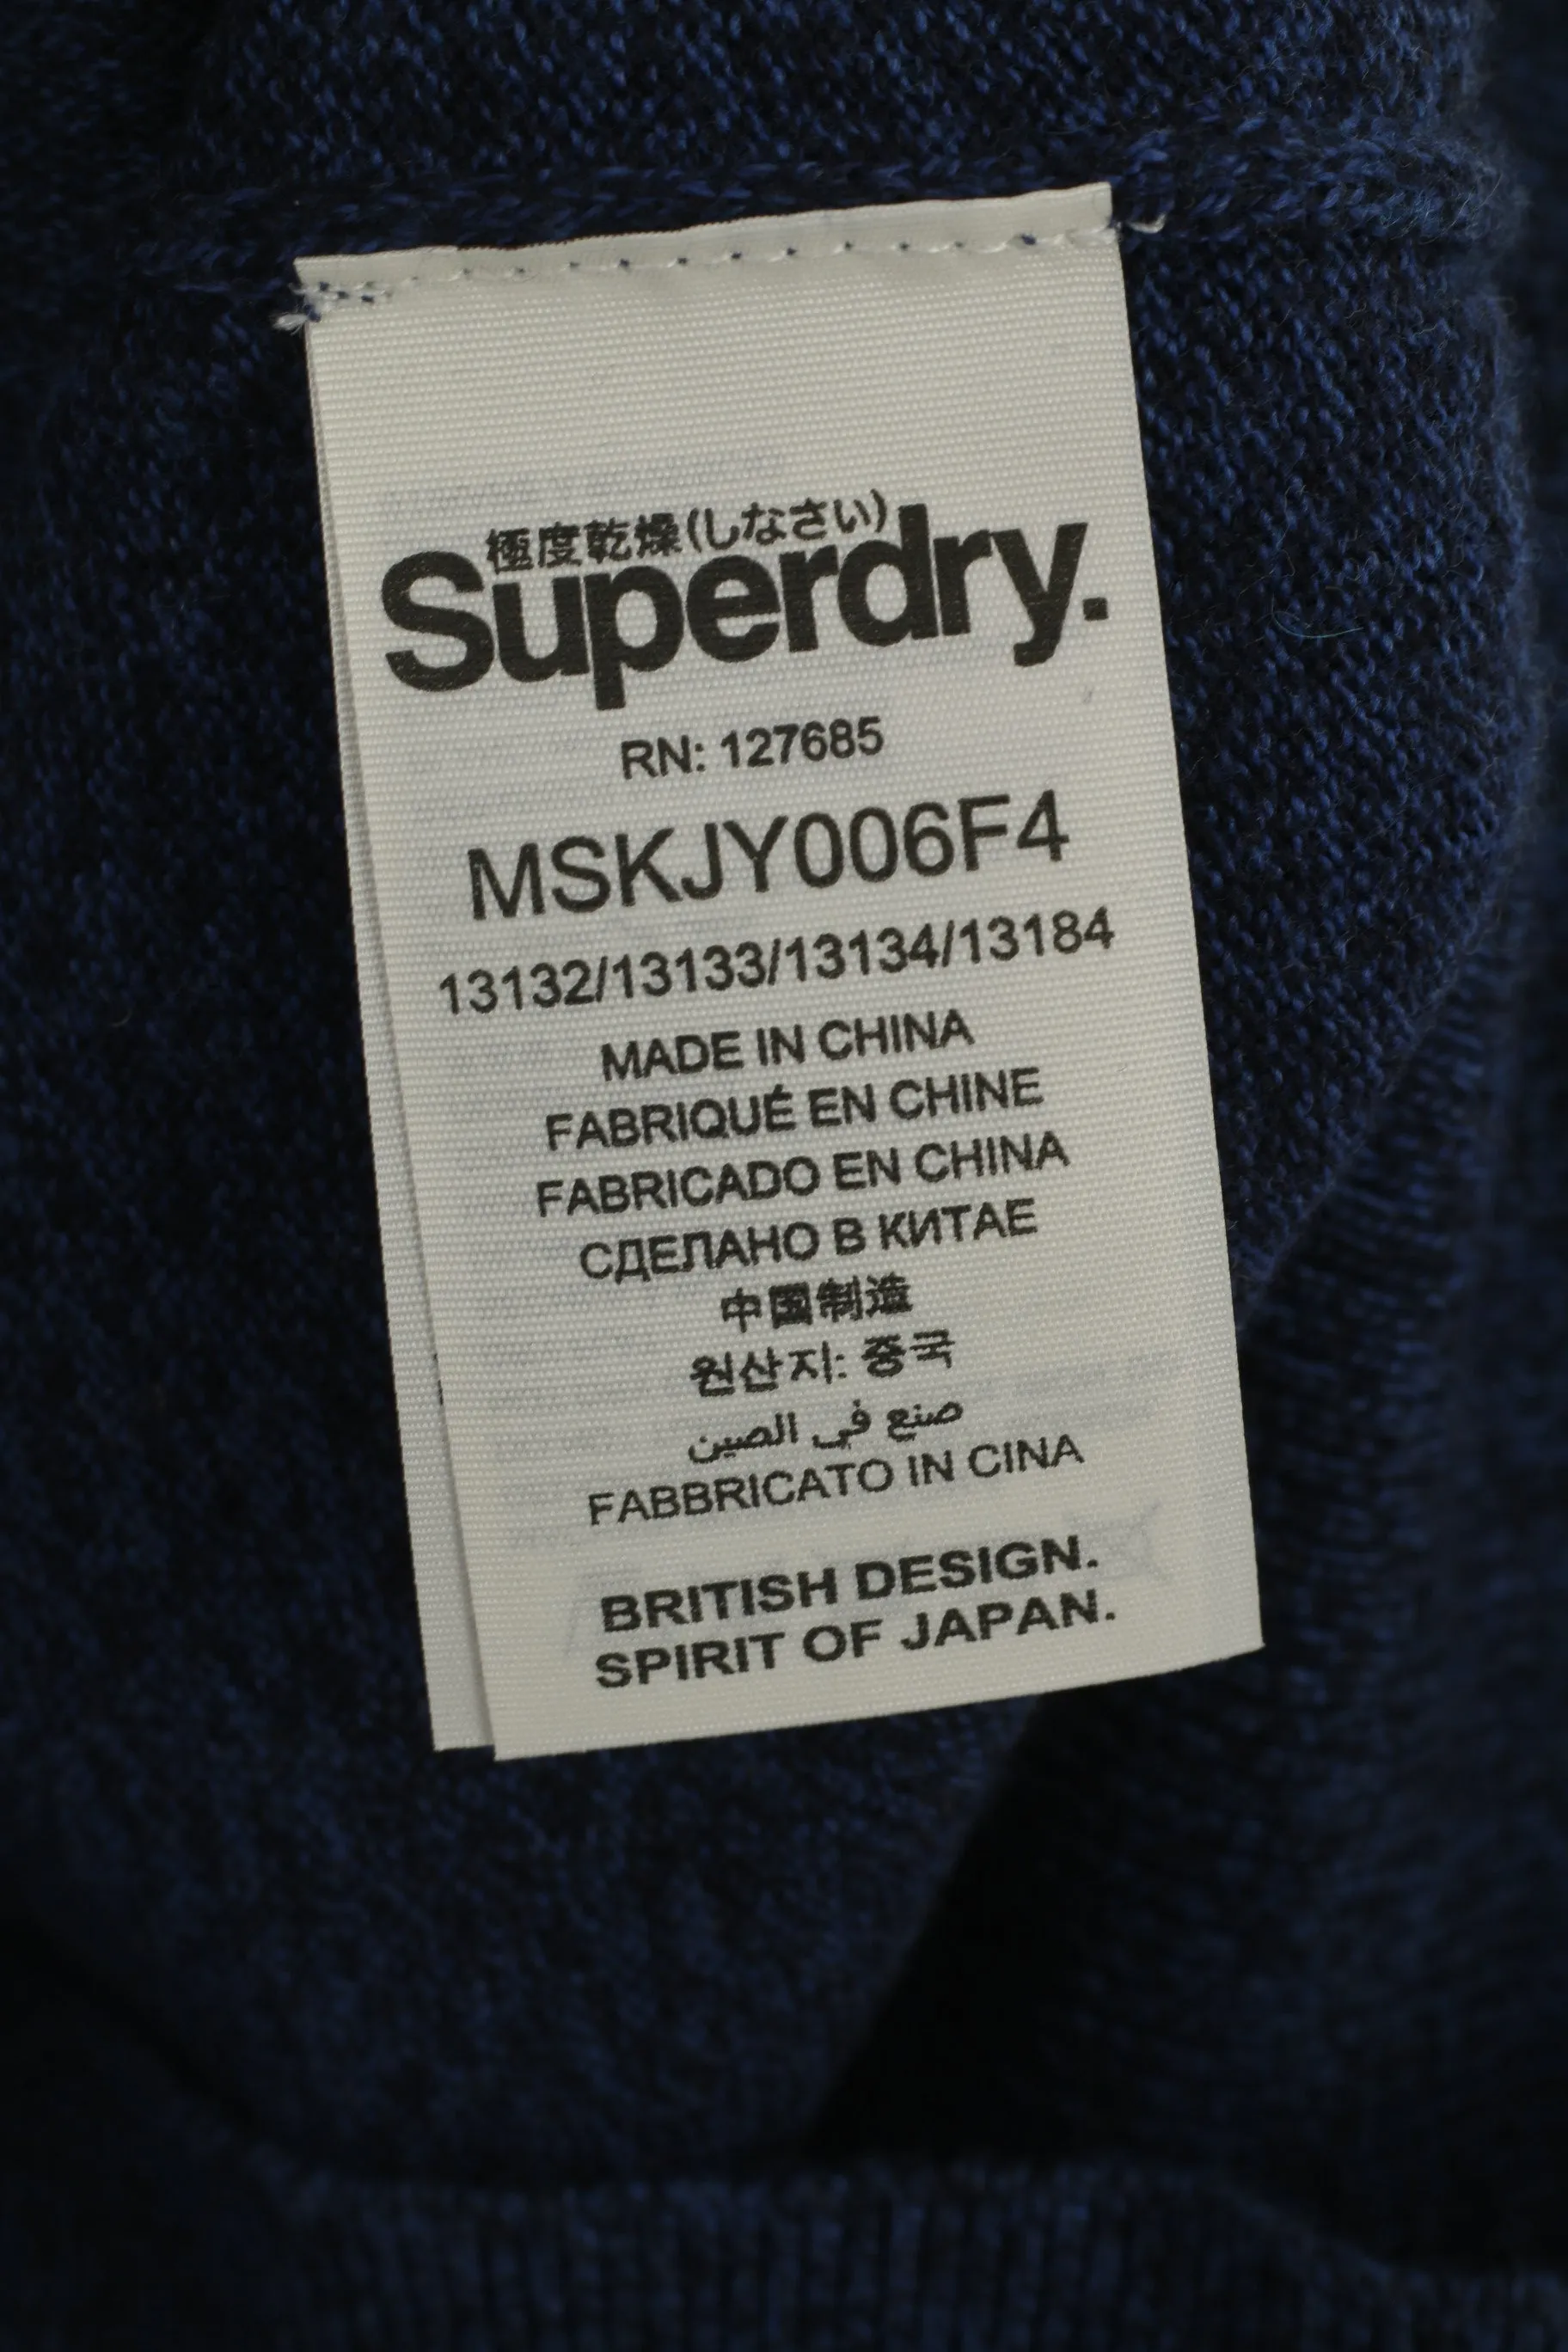 極度乾燥(しなさい)
Superdry.
RN: 127685
MSKJY006F4
13132/13133/13134/13184
MADE IN CHINA
FABRIQUÉ EN CHINE
FABRICADO EN CHINA
СДЕЛАНО В КИТАЕ
中国制造
원산지: 중국
صنع في الصين
FABBRICATO IN CINA
BRITISH DESIGN.
SPIRIT OF JAPAN.